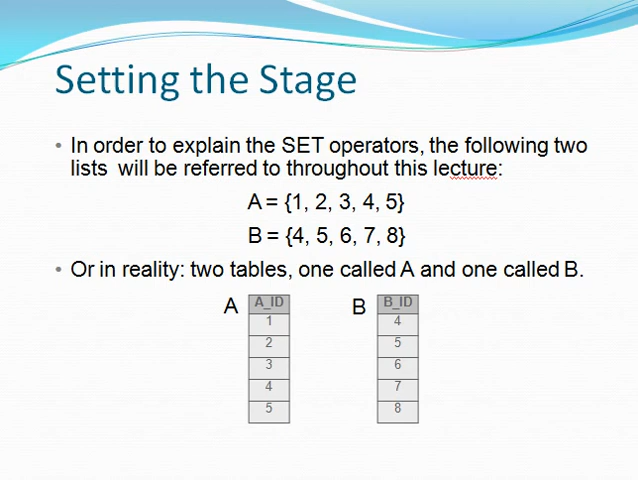 Setting the Stage
• In order to explain the SET operators, the following two
lists will be referred to throughout this lecture:
A = {1, 2, 3, 4, 5}
B = {4, 5, 6, 7, 8}
• Or in reality: two tables, one called A and one called B.
A
A_ID
1
2
3
4
5
B
B_ID
4
5
6
7
8